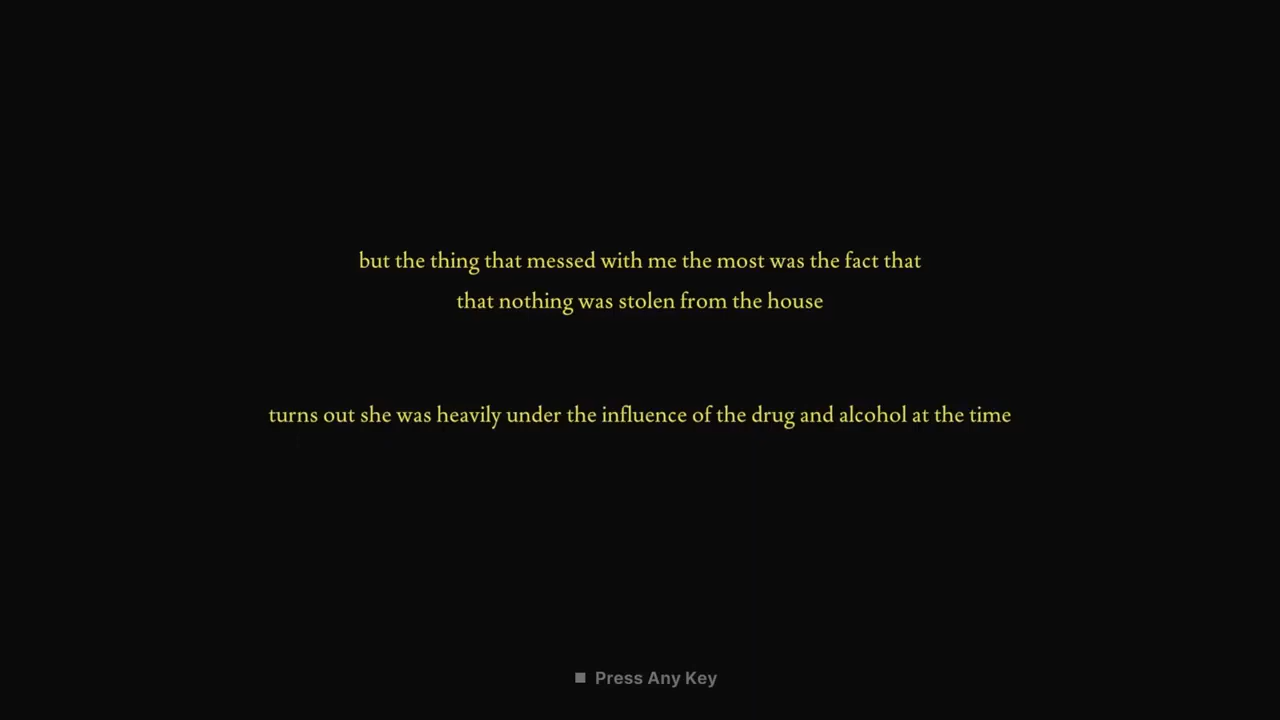 but the thing that messed with me the most was the fact that
that nothing was stolen from the house
turns out she was heavily under the influence of the drug and alcohol at the time
Press Any Key